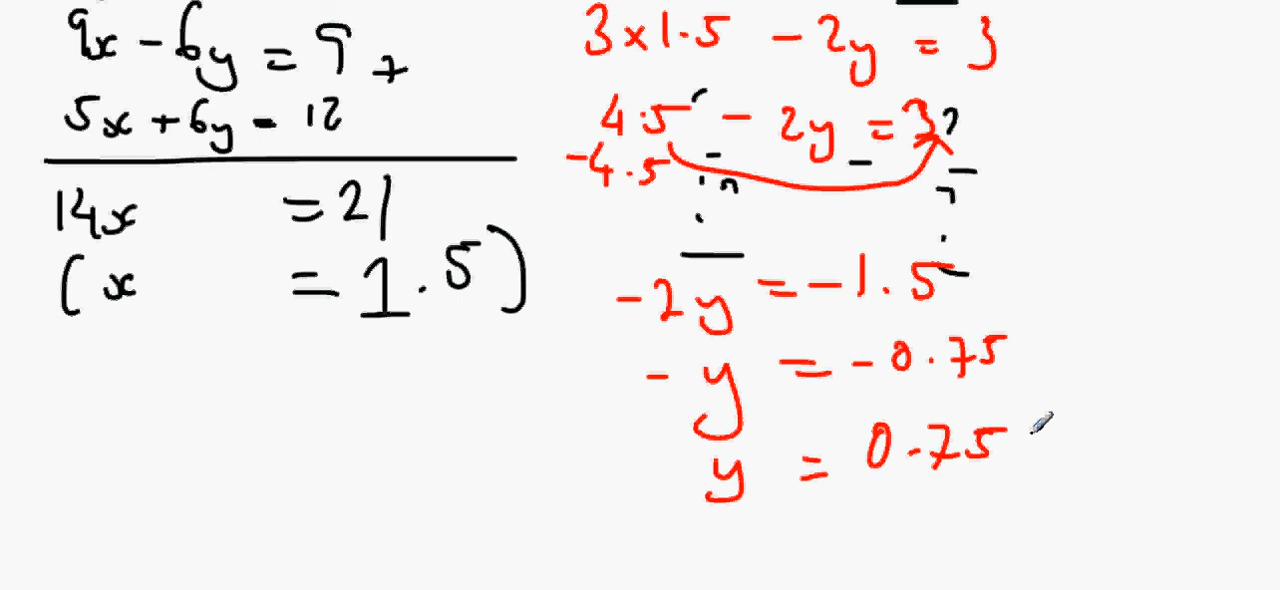 9x - 6y = 9 +
5x + 6y = 12
14x = 21
(x = 1.5)
3 × 1.5 - 2y = 3
4.5 - 2y = 3
-4.5
-2y = -1.5
- y = -0.75
y = 0.75